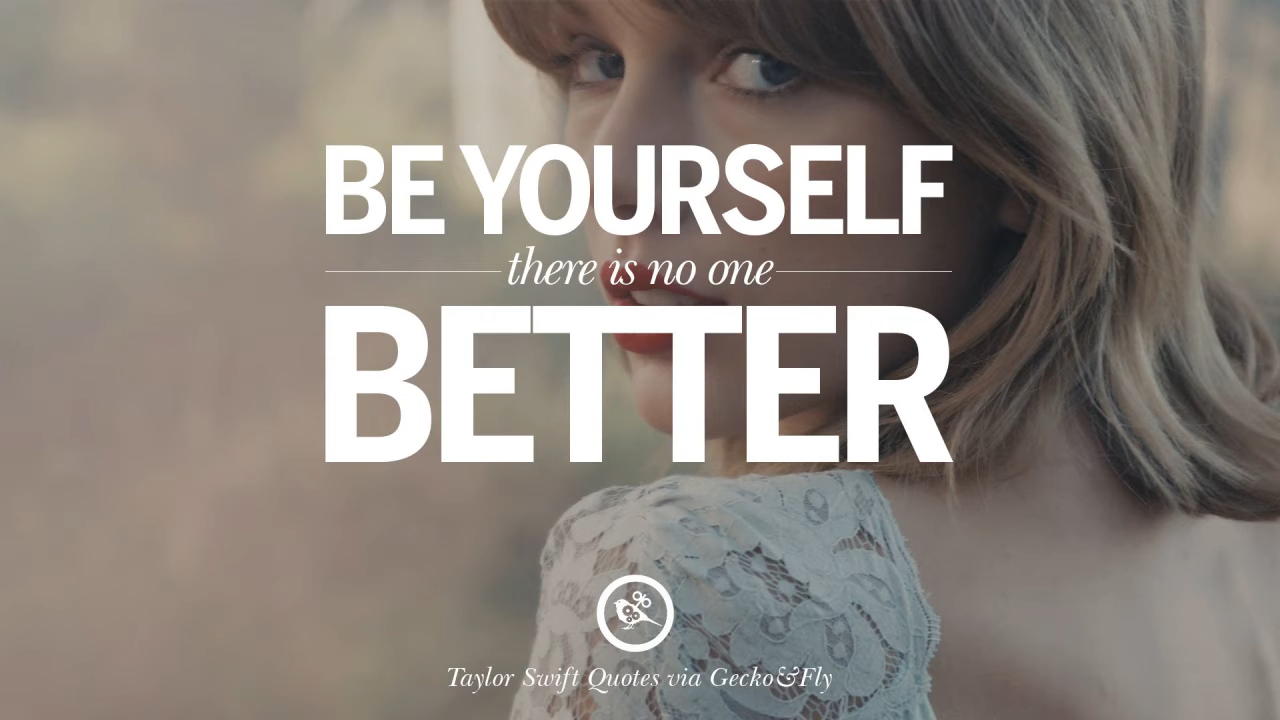 BE YOURSELF
there is no one
BETTER
Taylor Swift Quotes via Gecko&Fly